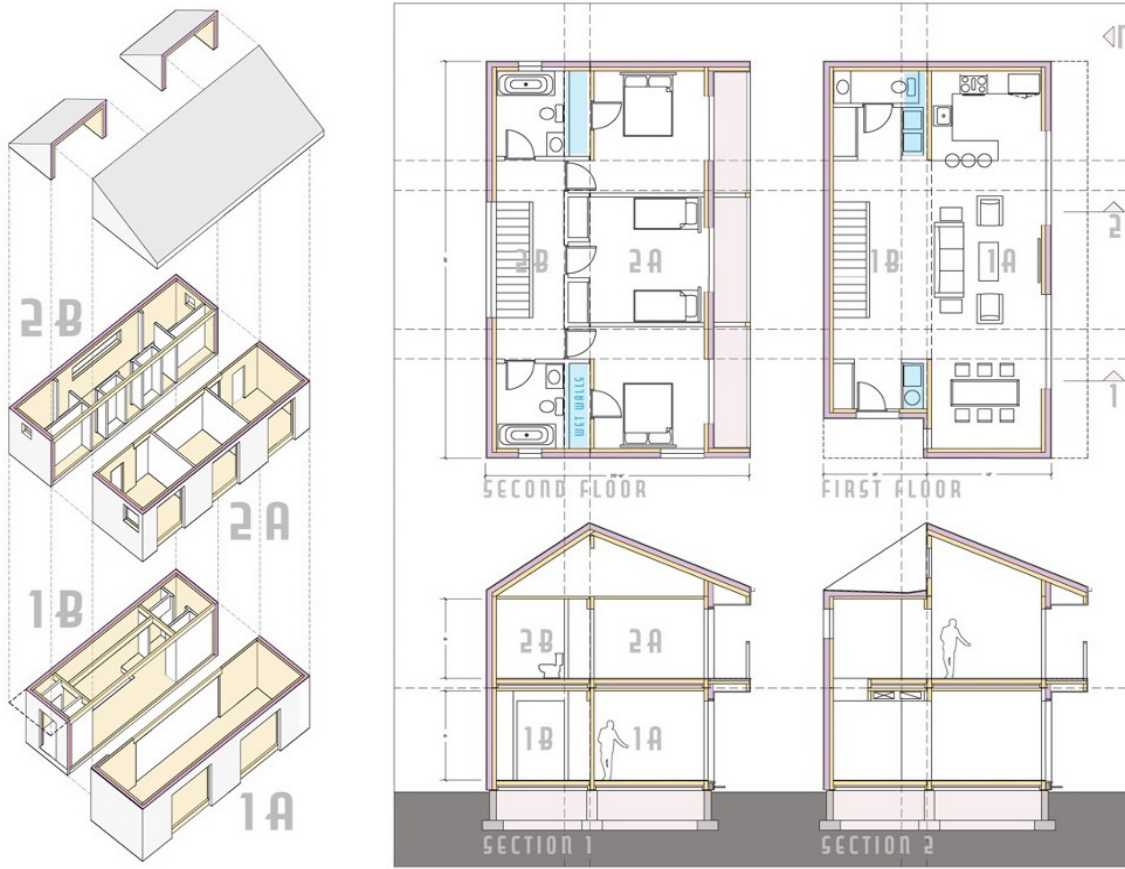 2B
2A
1B
1A
2B
2A
WET WALLS
SECOND FLOOR
1B
1A
2
1
FIRST FLOOR
2B
2A
1B
1A
SECTION 1
SECTION 2